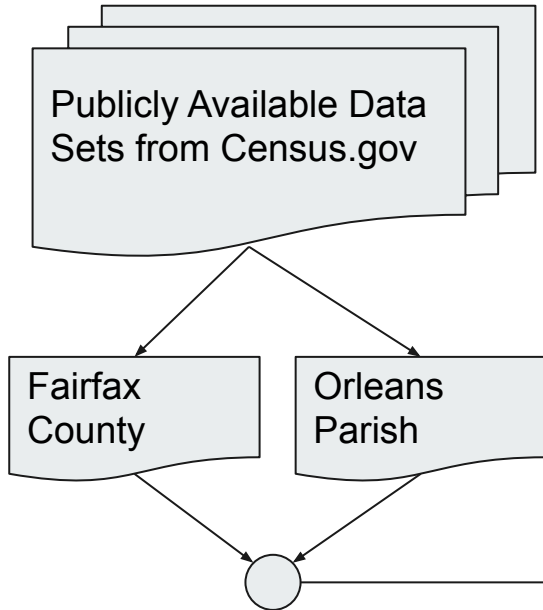 Publicly Available Data
Sets from Census.gov
Fairfax
County
Orleans
Parish